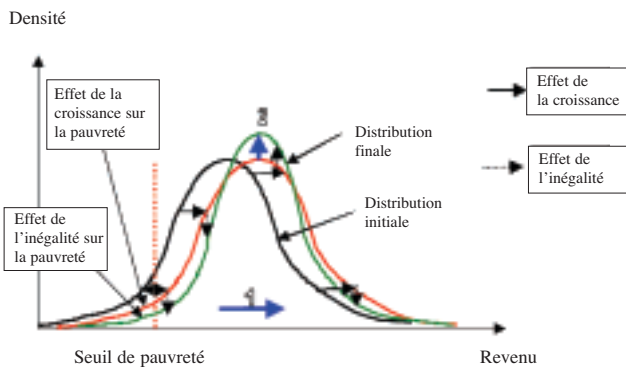 Densité
Effet de la
croissance sur
la pauvreté
Effet de
l’inégalité sur
la pauvreté
Distribution
finale
Distribution
initiale
Effet de
la croissance
Effet de
l’inégalité
Seuil de pauvreté
Revenu